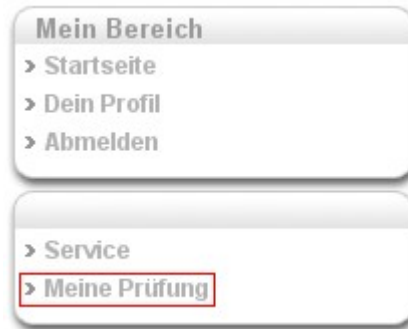 Mein Bereich
› Startseite
› Dein Profil
› Abmelden
› Service
› Meine Prüfung